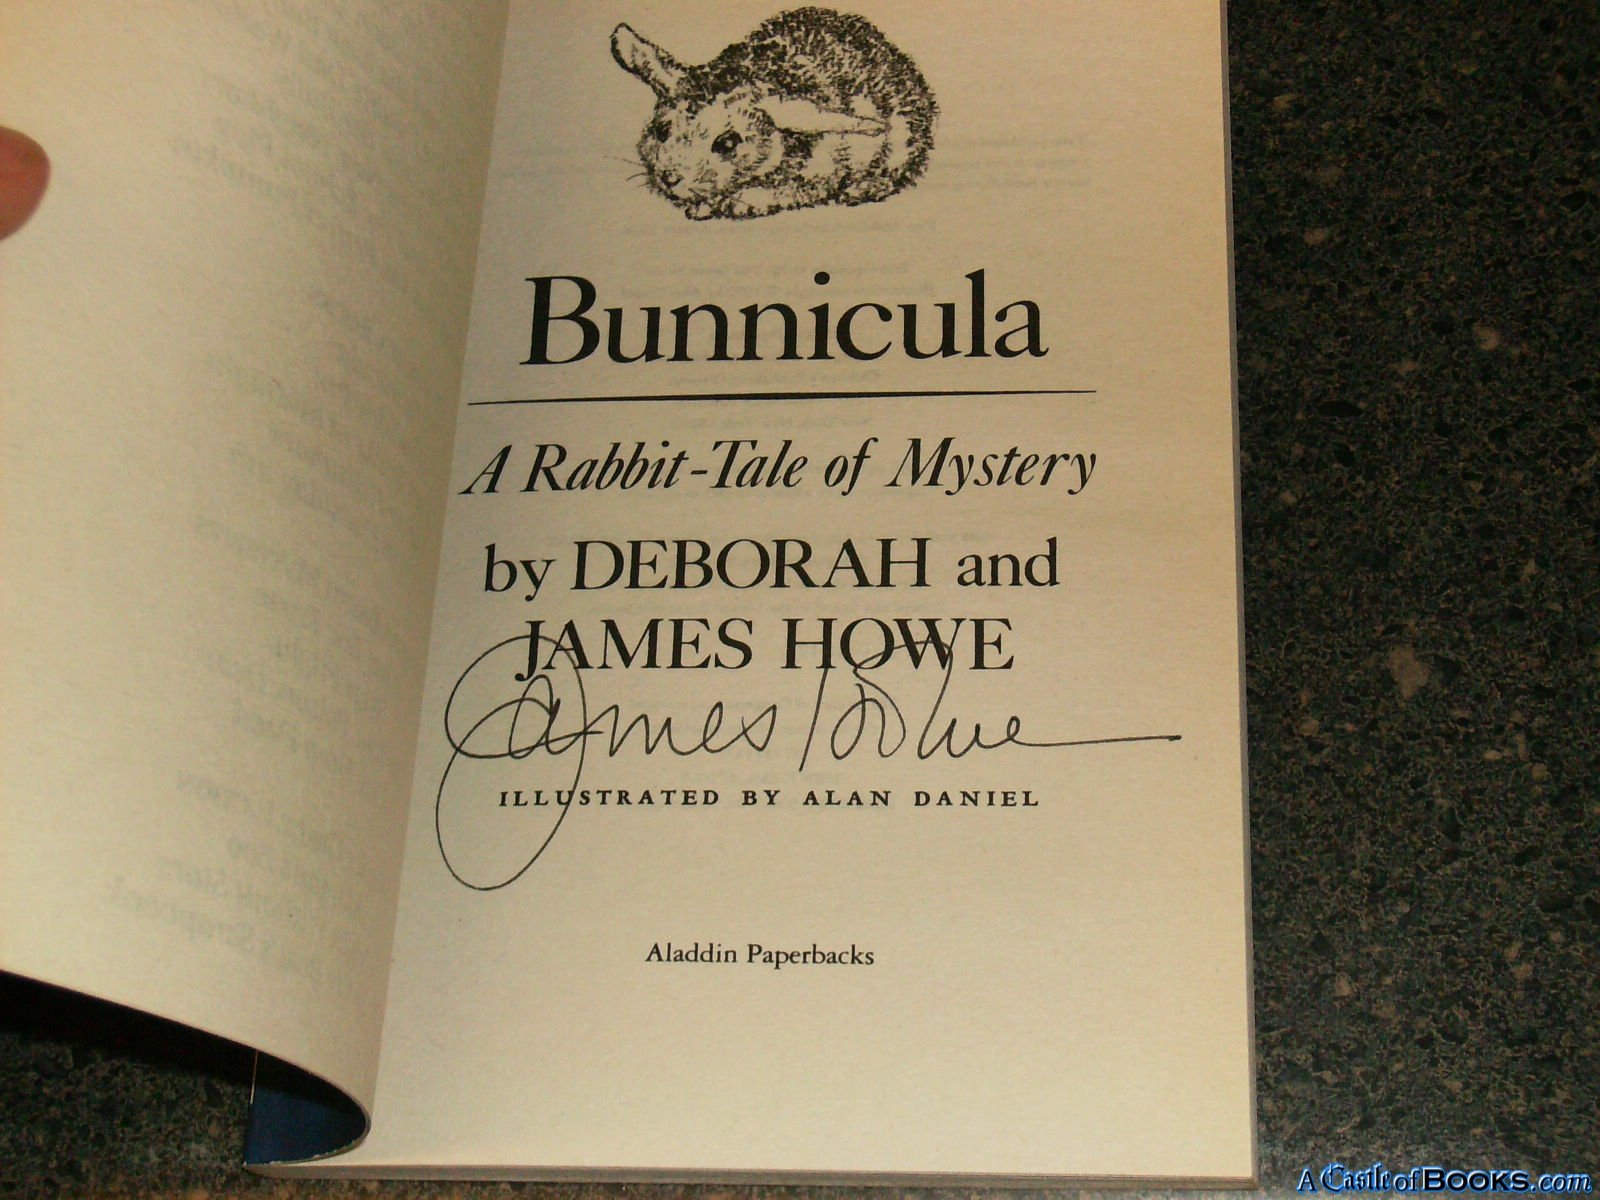 Bunnicula
A Rabbit-Tale of Mystery
by DEBORAH and
JAMES HOWE
James Howe
ILLUSTRATED BY ALAN DANIEL
Aladdin Paperbacks
A Castle of BOOKS.com